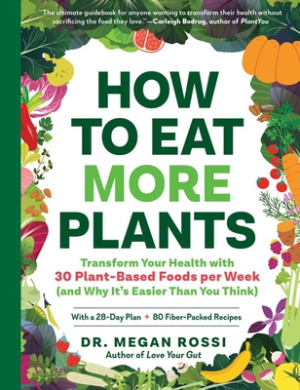 "The ultimate guidebook for anyone wanting to transform their health without
sacrificing the food they love." —Carleigh Bodrug, author of PlantYou
HOW
TO EAT
MORE
PLANTS
Transform Your Health with
30 Plant-Based Foods per Week
(and Why It's Easier Than You Think)
With a 28-Day Plan + 80 Fiber-Packed Recipes
DR. MEGAN ROSSI
Author of Love Your Gut